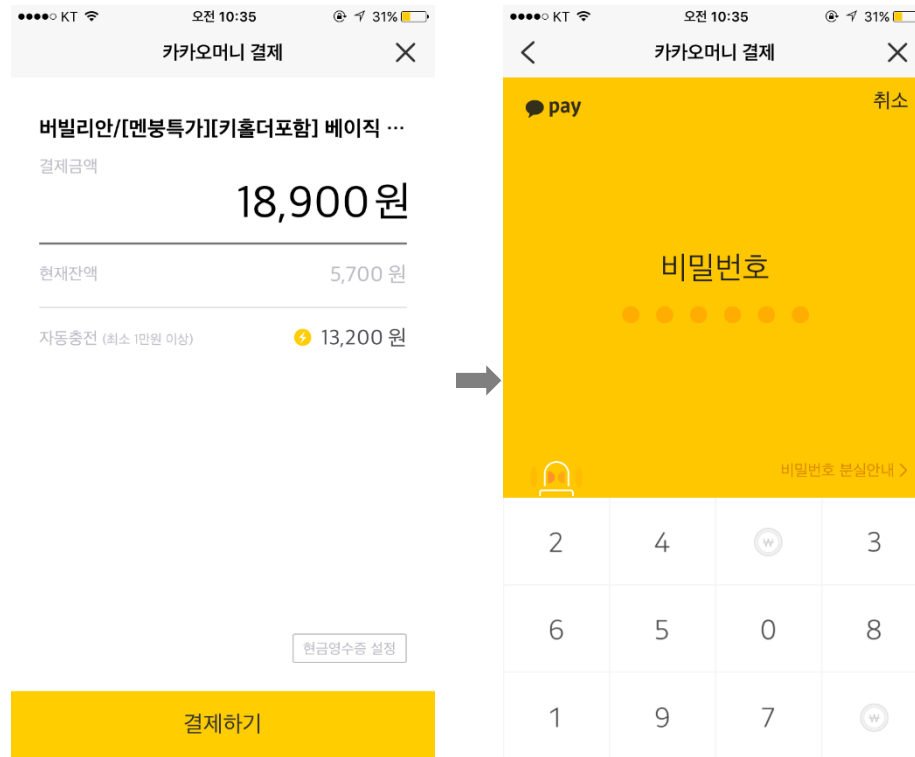 ●●●●○ KT 오전 10:35 31%
카카오머니 결제
버빌리안/[멘붕특가][키홀더포함] 베이직 ⋯
결제금액
18,900원
현재잔액 5,700 원
자동충전 (최소 1만원 이상) 13,200 원
현금영수증 설정
결제하기
●●●●○ KT 오전 10:35 31%
카카오머니 결제
pay 취소
비밀번호
비밀번호 분실안내 >
2 4 ₩ 3
6 5 0 8
1 9 7 ₩